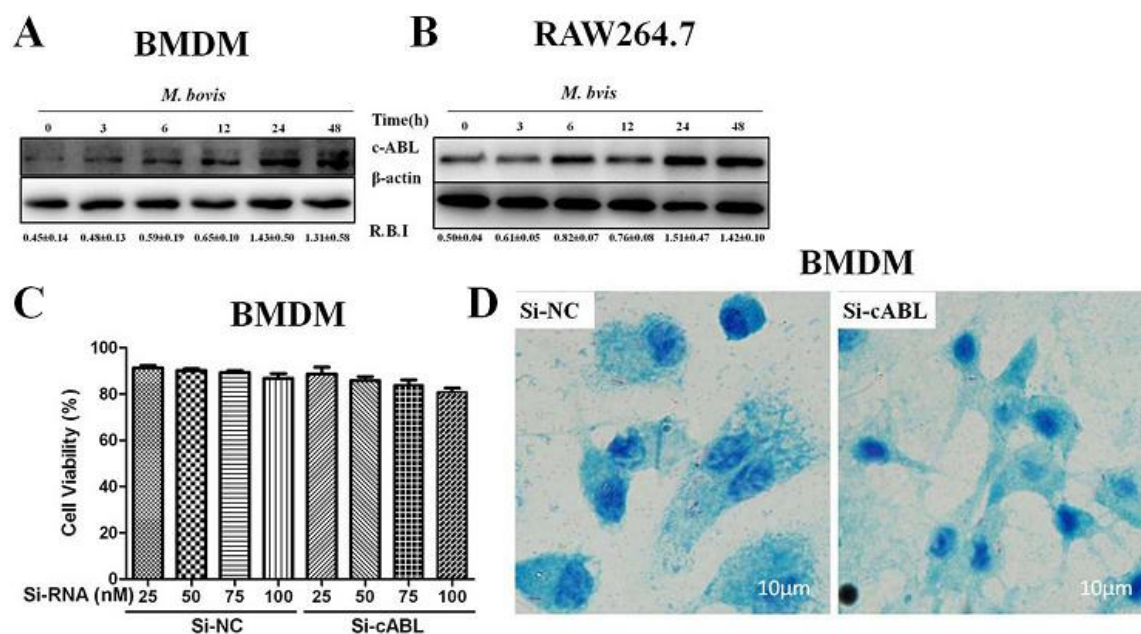 A
BMDM
M. bovis
0 3 6 12 24 48
0.45±0.14 0.48±0.13 0.59±0.19 0.65±0.10 1.43±0.50 1.31±0.58
B
RAW264.7
M. bvis
Time(h) 0 3 6 12 24 48
c-ABL
β-actin
R.B.I 0.50±0.04 0.61±0.05 0.82±0.07 0.76±0.08 1.51±0.47 1.42±0.10
C
BMDM
Cell Viability (%)
100
80
60
40
20
0
Si-RNA (nM) 25 50 75 100 25 50 75 100
Si-NC Si-cABL
D
BMDM
Si-NC
10μm
Si-cABL
10μm